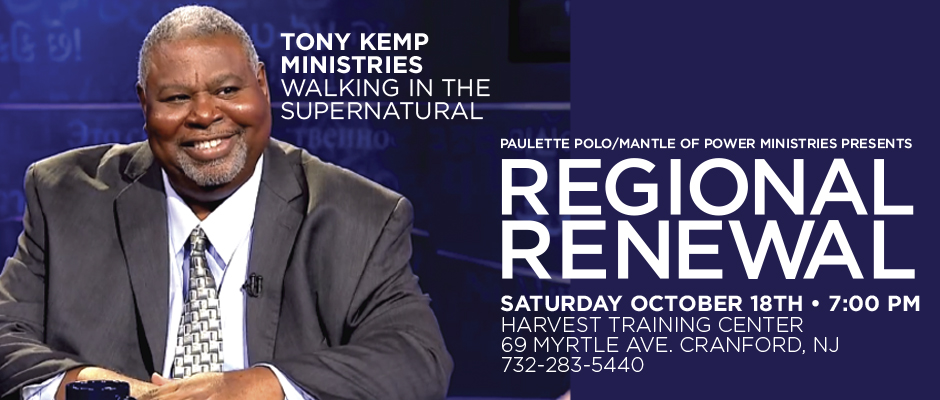 TONY KEMP
MINISTRIES
WALKING IN THE
SUPERNATURAL
PAULETTE POLO/MANTLE OF POWER MINISTRIES PRESENTS
REGIONAL
RENEWAL
SATURDAY OCTOBER 18TH • 7:00 PM
HARVEST TRAINING CENTER
69 MYRTLE AVE. CRANFORD, NJ
732-283-5440